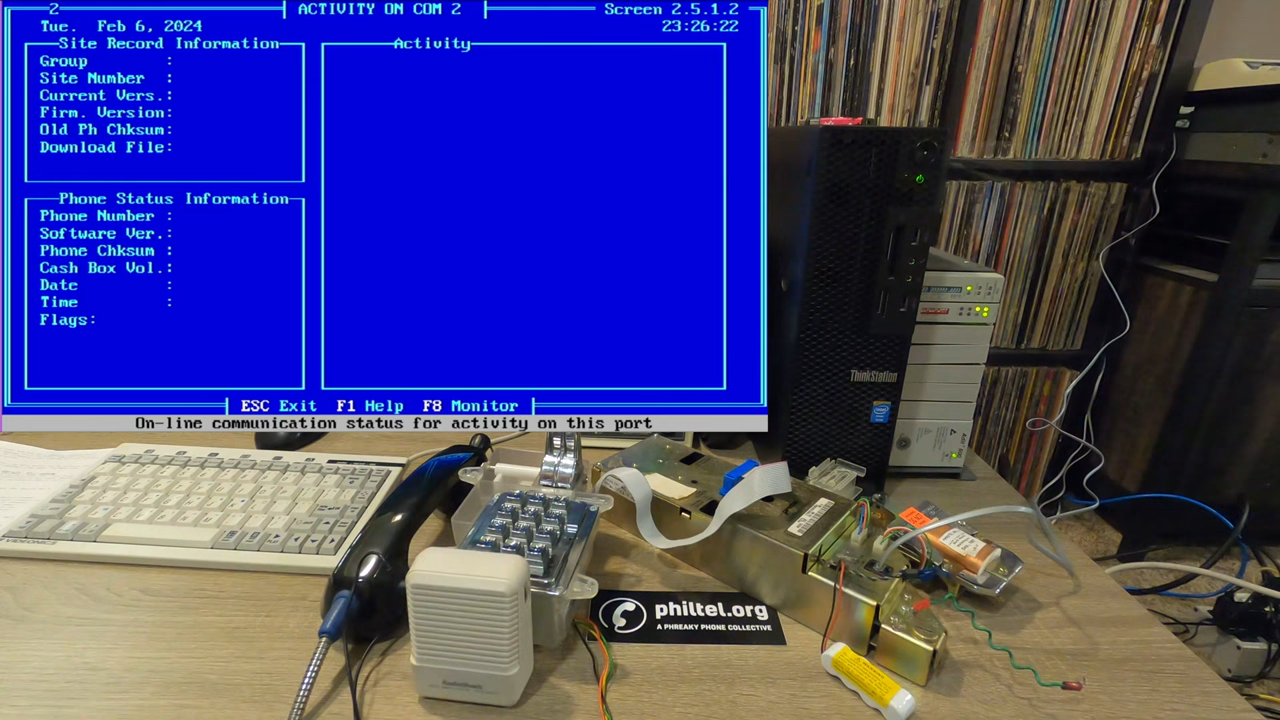 2
ACTIVITY ON COM 2
Screen 2.5.1.2
Tue. Feb 6, 2024
23:26:22
Site Record Information
Group :
Site Number :
Current Vers.:
Firm. Version:
Old Ph Chksum:
Download File:
Phone Status Information
Phone Number :
Software Ver.:
Phone Chksum :
Cash Box Vol.:
Date :
Time :
Flags:
Activity
ESC Exit F1 Help F8 Monitor
On-line communication status for activity on this port
ThinkStation
philtel.org
A PHREAKY PHONE COLLECTIVE